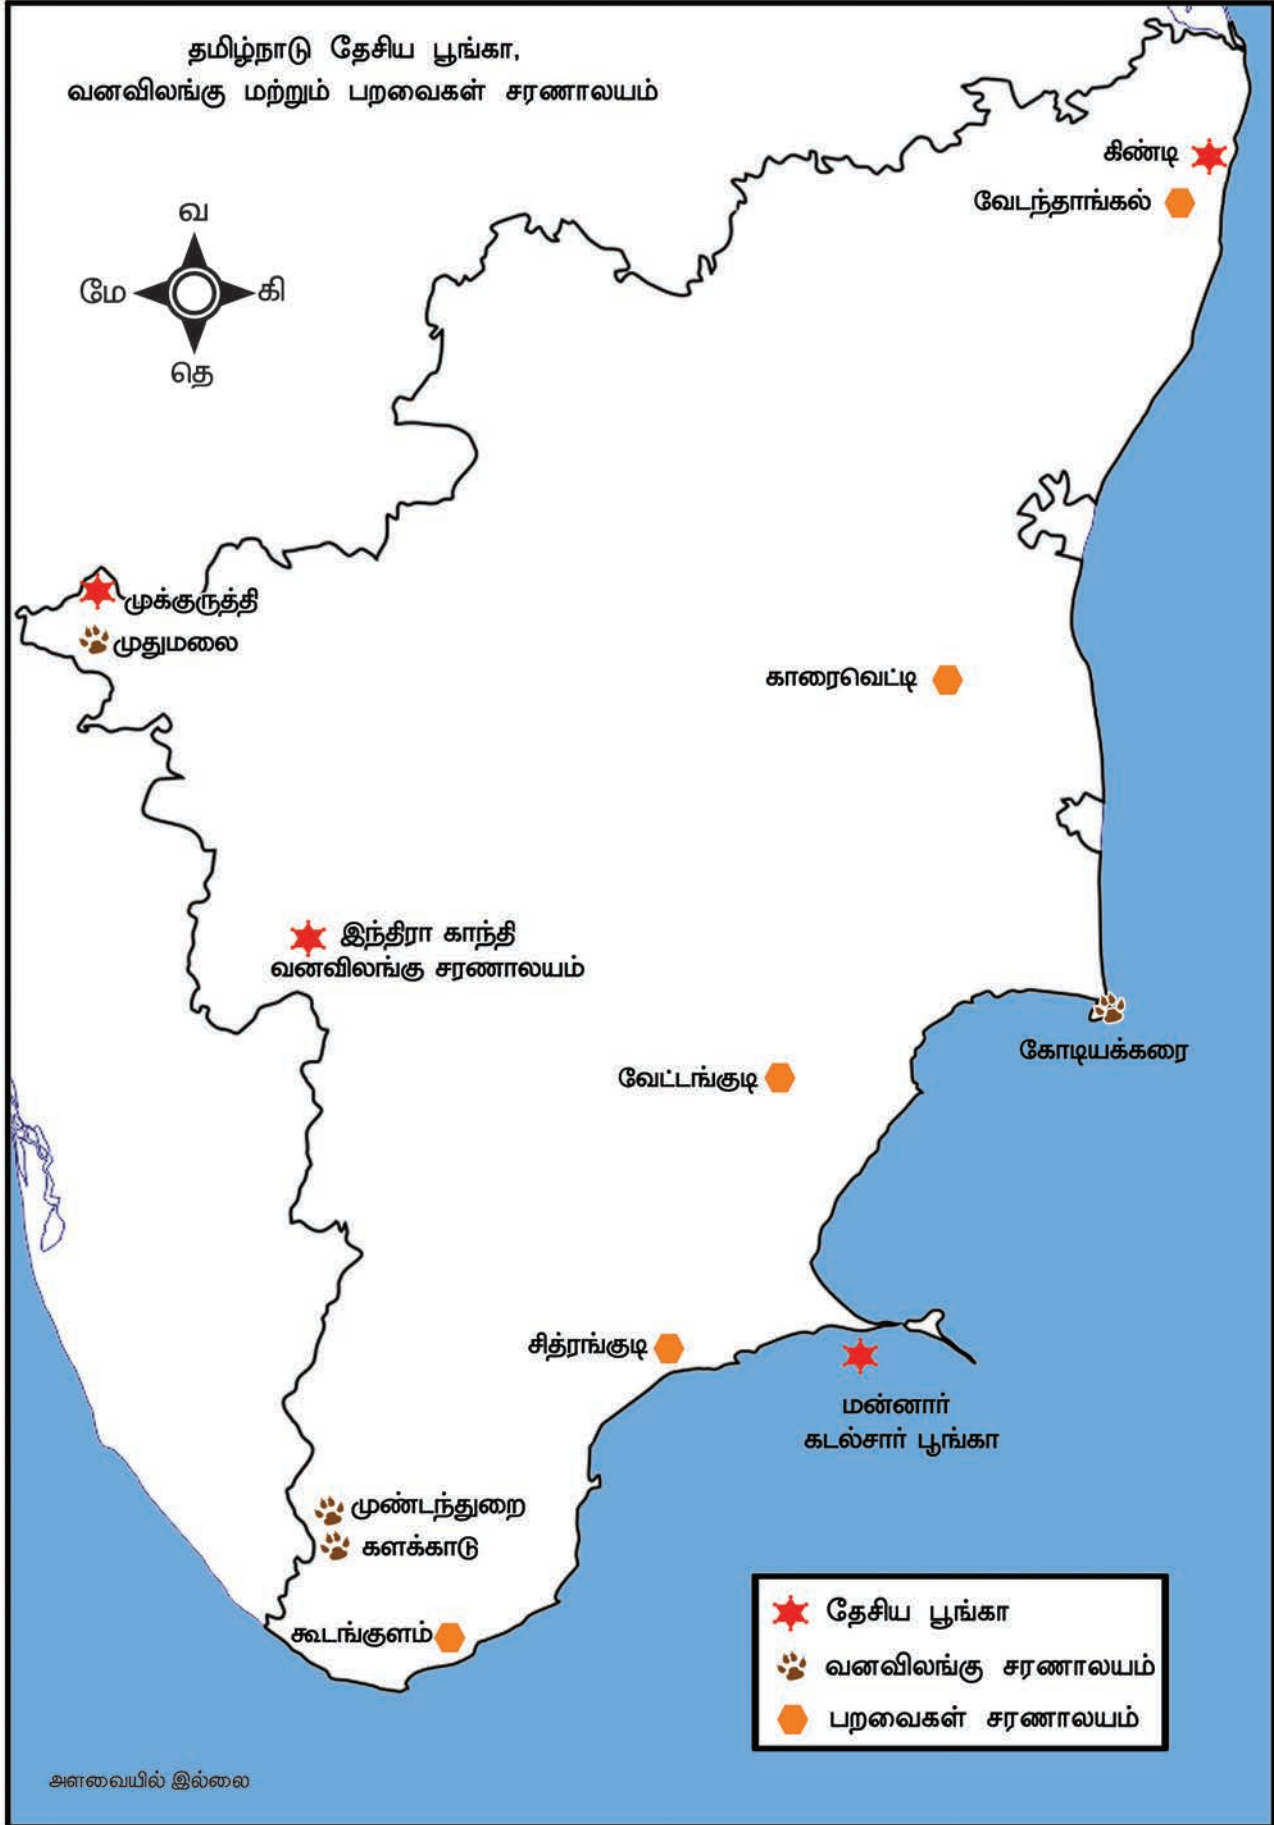 தமிழ்நாடு தேசிய பூங்கா,
வனவிலங்கு மற்றும் பறவைகள் சரணாலயம்
வ
மே
கி
தெ
கிண்டி
வேடந்தாங்கல்
முக்குருத்தி
முதுமலை
காரைவெட்டி
இந்திரா காந்தி
வனவிலங்கு சரணாலயம்
கோடியக்கரை
வேட்டங்குடி
சித்ரங்குடி
மன்னார்
கடல்சார் பூங்கா
முண்டந்துறை
களக்காடு
கூடங்குளம்
தேசிய பூங்கா
வனவிலங்கு சரணாலயம்
பறவைகள் சரணாலயம்
அளவையில் இல்லை